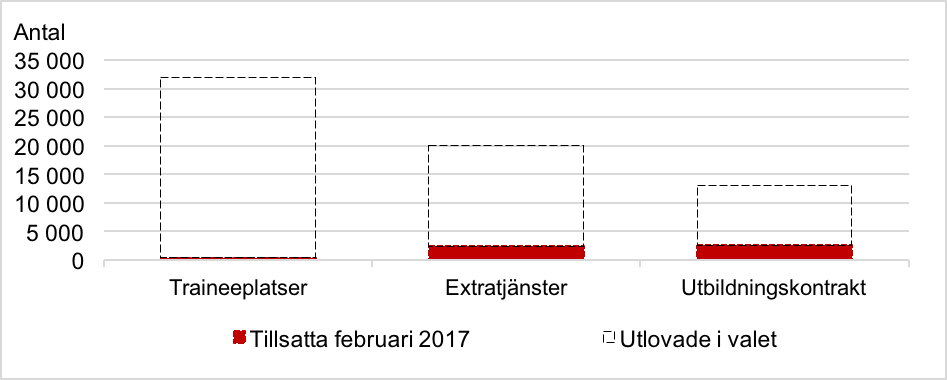 Antal
35 000
30 000
25 000
20 000
15 000
10 000
5 000
0
Traineeplatser Extratjänster Utbildningskontrakt
Tillsatta februari 2017 Utlovade i valet